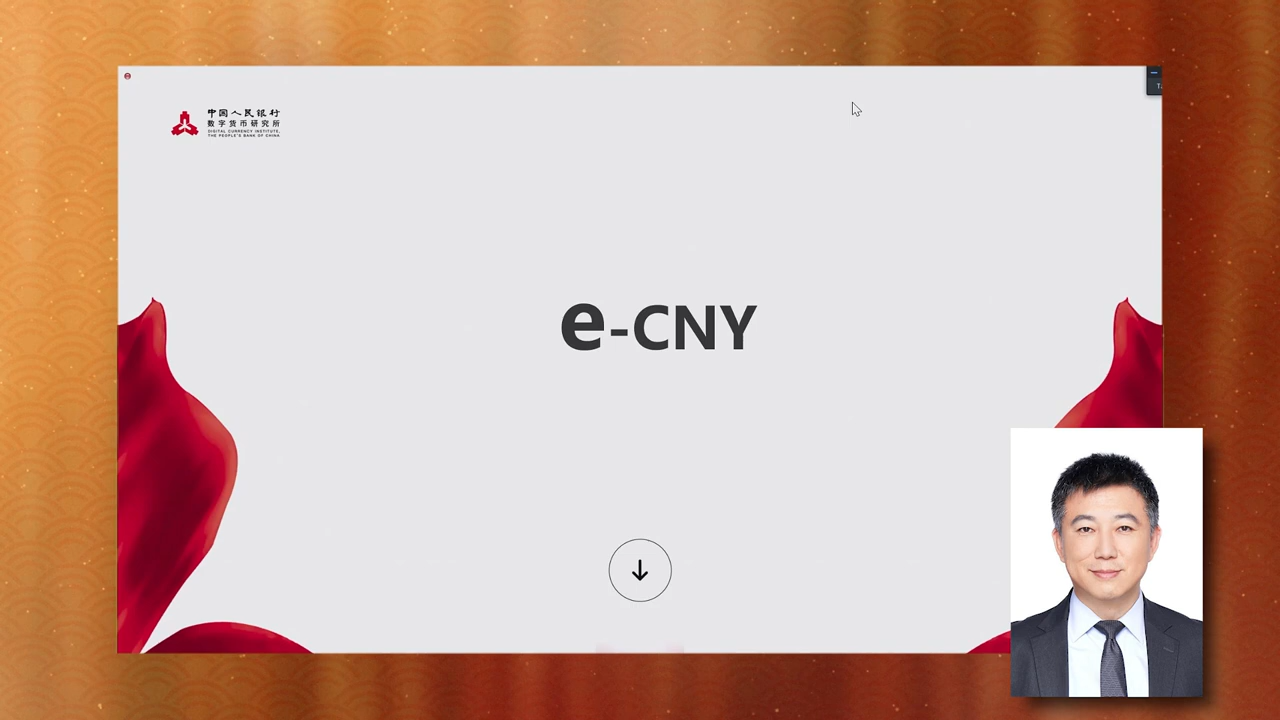 中国人民银行
数字货币研究所
DIGITAL CURRENCY INSTITUTE,
THE PEOPLE'S BANK OF CHINA
e-CNY